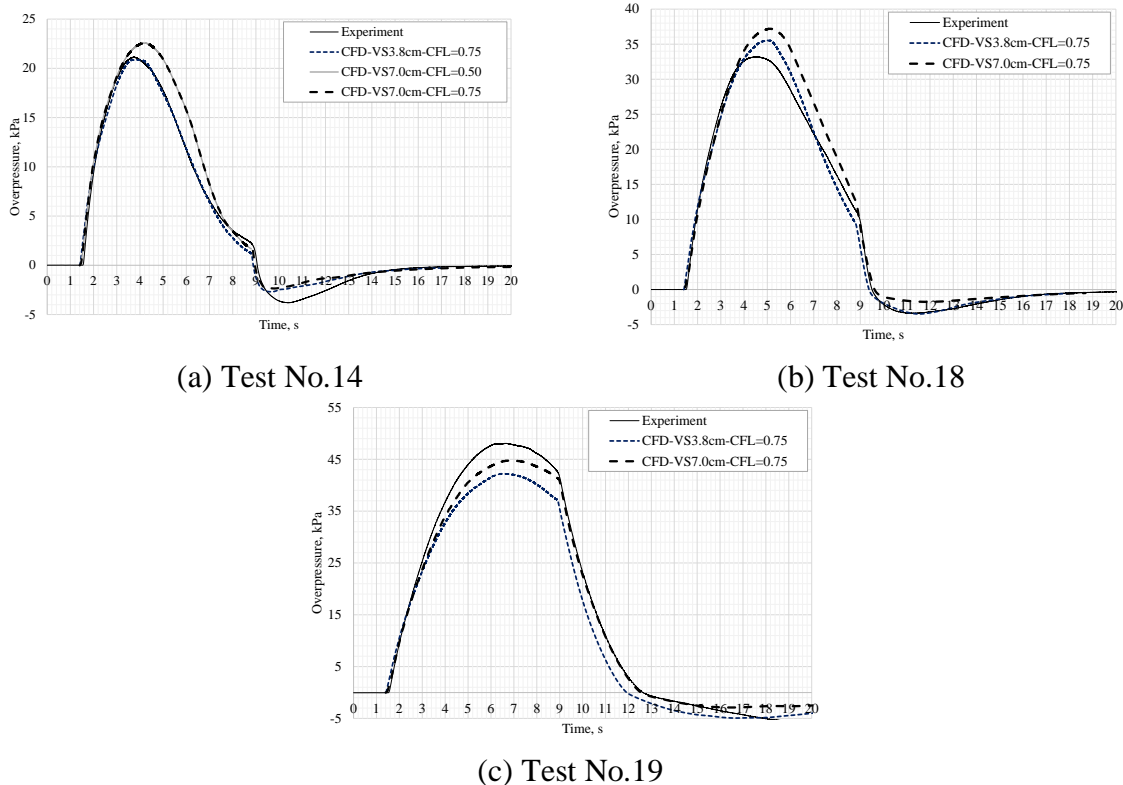 25
20
15
10
5
0
-5
Overpressure, kPa
0 1 2 3 4 5 6 7 8 9 10 11 12 13 14 15 16 17 18 19 20
Time, s
Experiment
CFD-VS3.8cm-CFL=0.75
CFD-VS7.0cm-CFL=0.50
CFD-VS7.0cm-CFL=0.75
(a) Test No.14
40
35
30
25
20
15
10
5
0
-5
Overpressure, kPa
0 1 2 3 4 5 6 7 8 9 10 11 12 13 14 15 16 17 18 19 20
Time, s
Experiment
CFD-VS3.8cm-CFL=0.75
CFD-VS7.0cm-CFL=0.75
(b) Test No.18
55
45
35
25
15
5
-5
Overpressure, kPa
0 1 2 3 4 5 6 7 8 9 10 11 12 13 14 15 16 17 18 19 20
Time, s
Experiment
CFD-VS3.8cm-CFL=0.75
CFD-VS7.0cm-CFL=0.75
(c) Test No.19